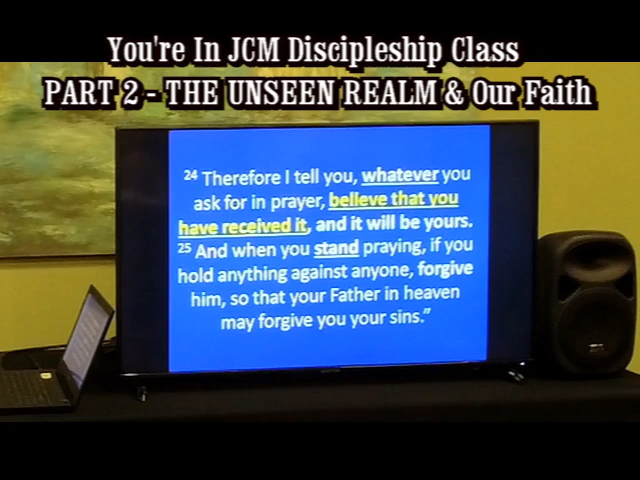 You're In JCM Discipleship Class
PART 2 - THE UNSEEN REALM & Our Faith
24 Therefore I tell you, whatever you
ask for in prayer, believe that you
have received it, and it will be yours.
25 And when you stand praying, if you
hold anything against anyone, forgive
him, so that your Father in heaven
may forgive you your sins.”